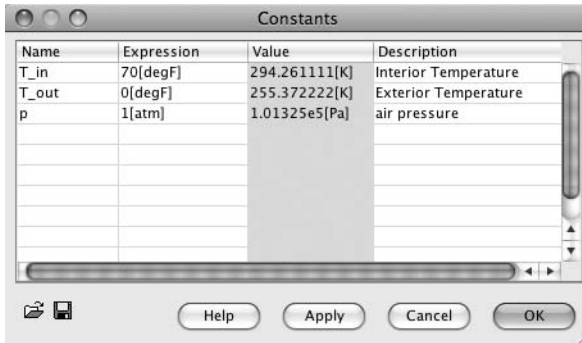 Constants
Name Expression Value Description
T_in 70[degF] 294.261111[K] Interior Temperature
T_out 0[degF] 255.372222[K] Exterior Temperature
p 1[atm] 1.01325e5[Pa] air pressure
Help Apply Cancel OK